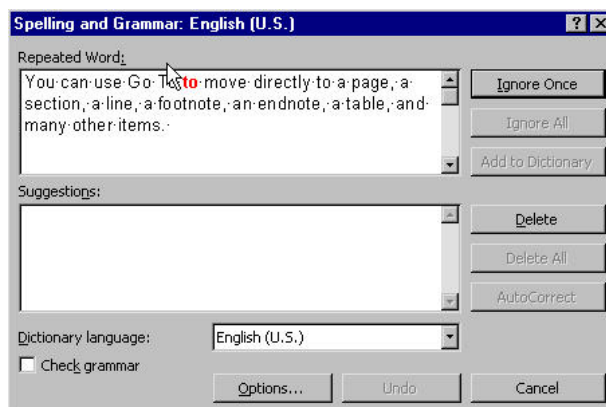 Spelling and Grammar: English (U.S.)
Repeated Word:
You can use Go To to move directly to a page, a
section, a line, a footnote, an endnote, a table, and
many other items.
Ignore Once
Ignore All
Add to Dictionary
Suggestions:
Delete
Delete All
AutoCorrect
Dictionary language:
English (U.S.)
Check grammar
Options...
Undo
Cancel